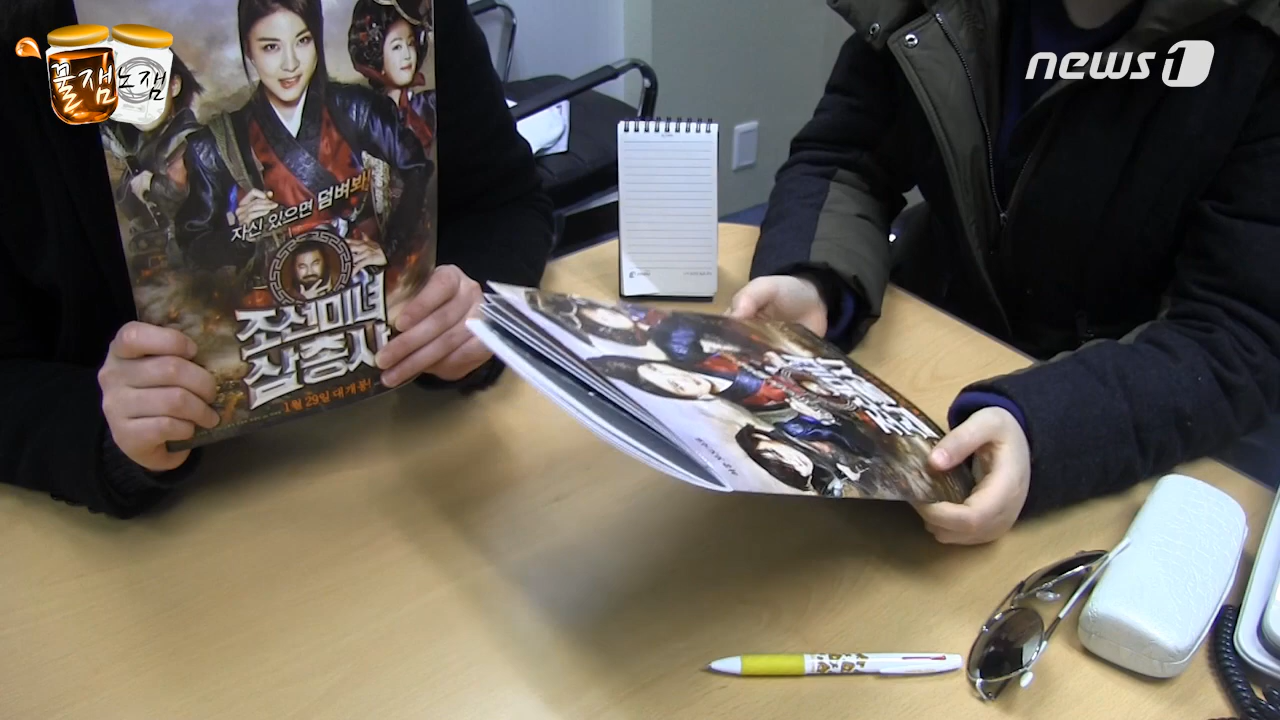 꿀잼
노잼
news1
자신 있으면 덤벼봐!
조선미녀
삼총사
1월 29일 대개봉!